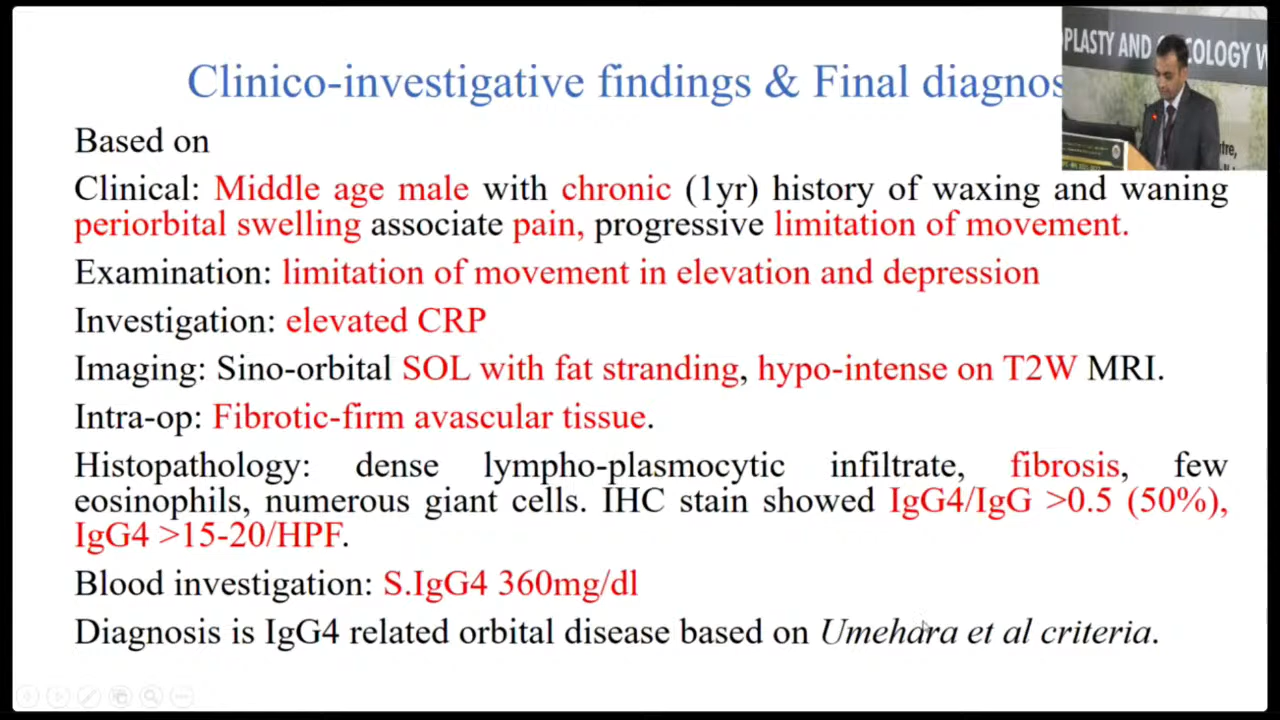 Clinico-investigative findings & Final diagnos
PLASTY AND ONCOLOGY W
Based on
Clinical: Middle age male with chronic (1yr) history of waxing and waning
periorbital swelling associate pain, progressive limitation of movement.
Examination: limitation of movement in elevation and depression
Investigation: elevated CRP
Imaging: Sino-orbital SOL with fat stranding, hypo-intense on T2W MRI.
Intra-op: Fibrotic-firm avascular tissue.
Histopathology: dense lympho-plasmocytic infiltrate, fibrosis, few
eosinophils, numerous giant cells. IHC stain showed IgG4/IgG >0.5 (50%),
IgG4 >15-20/HPF.
Blood investigation: S.IgG4 360mg/dl
Diagnosis is IgG4 related orbital disease based on Umehara et al criteria.